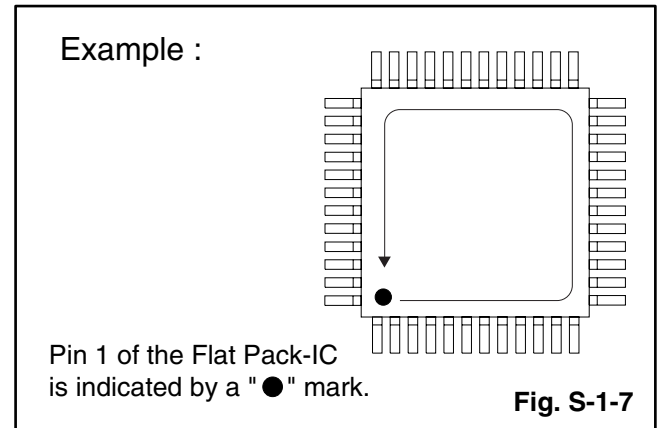 Example :
Pin 1 of the Flat Pack-IC
is indicated by a "●" mark.
Fig. S-1-7